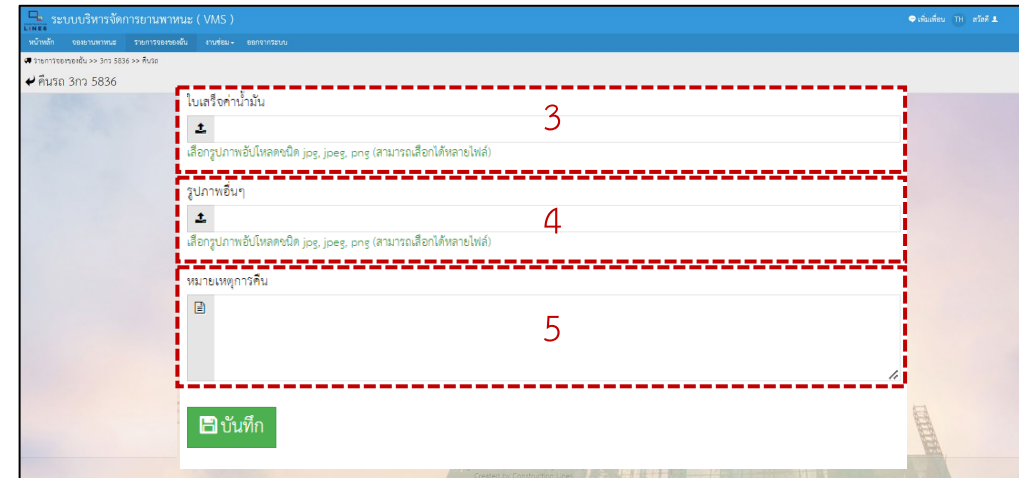 ระบบบริหารจัดการยานพาหนะ ( VMS )
LINES
เพิ่มเพื่อน TH สวัสดี
หน้าหลัก จองยานพาหนะ รายการจองของฉัน งานซ่อม ออกจากระบบ
รายการจองของฉัน >> 3กว 5836 >> คืนรถ
คืนรถ 3กว 5836
ใบเสร็จค่าน้ำมัน
3
เลือกรูปภาพอัปโหลดชนิด jpg, jpeg, png (สามารถเลือกได้หลายไฟล์)
รูปภาพอื่นๆ
4
เลือกรูปภาพอัปโหลดชนิด jpg, jpeg, png (สามารถเลือกได้หลายไฟล์)
หมายเหตุการคืน
5
บันทึก
Created by Construction Lines